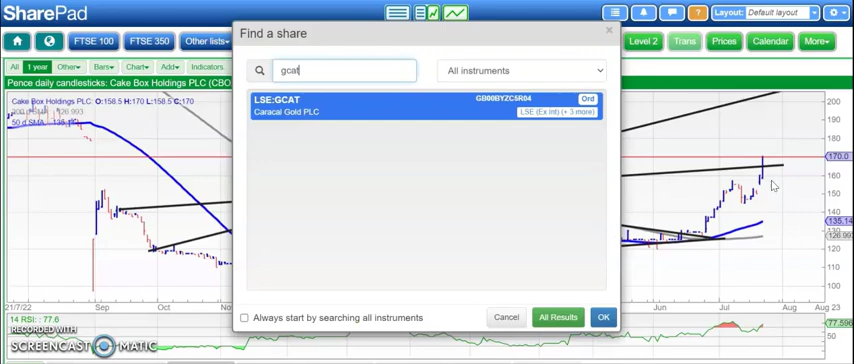 SharePad
Layout: Default layout
FTSE 100
FTSE 350
Other lists
Level 2
Trans
Prices
Calendar
More
All
1 year
Other
Bars
Chart
Add
Indicators
Pence daily candlesticks: Cake Box Holdings PLC (CBO
Cake Box Holdings PLC: O:158.5 H:170 L:158.5 C:170
50 d SMA:
Find a share
×
gcat
All instruments
LSE:GCAT
GB00BYZC5R04
Ord
Caracal Gold PLC
LSE (Ex Int) (+ 3 more)
Always start by searching all instruments
Cancel
All Results
OK
200
190
180
170.0
160
150
140
135.14
126.993
120
110
100
21/7/22
Sep
Oct
Nov
Jun
Jul
Aug
Aug 23
14 RSI: 77.6
77.596
50
RECORDED WITH
SCREENCAST MATIC